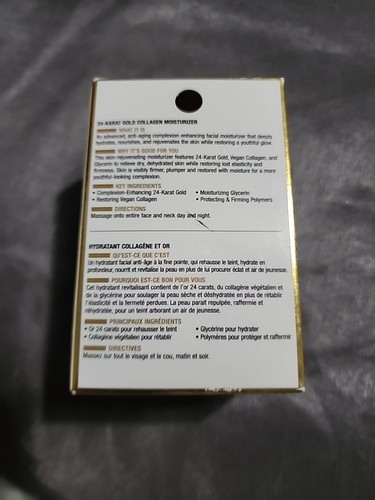 24-KARAT GOLD COLLAGEN MOISTURIZER
WHAT IT IS
An advanced, anti-aging complexion-enhancing facial moisturizer that deeply
hydrates, nourishes, and rejuvenates the skin while restoring a youthful glow.
WHY IT'S GOOD FOR YOU
This skin-rejuvenating moisturizer features 24-Karat Gold, Vegan Collagen, and
Glycerin to relieve dry, dehydrated skin while restoring lost elasticity and
firmness. Skin is visibly firmer, plumper and restored with moisture for a more
youthful-looking complexion.
KEY INGREDIENTS
• Complexion-Enhancing 24-Karat Gold • Moisturizing Glycerin
• Restoring Vegan Collagen • Protecting & Firming Polymers
DIRECTIONS
Massage onto entire face and neck day and night.
HYDRATANT COLLAGÈNE ET OR
QU'EST-CE QUE C'EST
Un hydratant facial anti-âge à la fine pointe, qui rehausse le teint, hydrate en
profondeur, nourrit et revitalise la peau en plus de lui procurer éclat et air de jeunesse.
POURQUOI EST-CE BON POUR VOUS
Cet hydratant revitalisant contient de l'or 24 carats, du collagène végétalien et
de la glycérine pour soulager la peau sèche et déshydratée en plus de rétablir
l'élasticité et la fermeté perdues. La peau paraît repulpée, raffermie et
réhydratée, pour un teint arborant un air de jeunesse.
PRINCIPAUX INGRÉDIENTS
• Or 24 carats pour rehausser le teint • Glycérine pour hydrater
• Collagène végétalien pour rétablir • Polymères pour protéger et raffermir
DIRECTIVES
Massez sur tout le visage et le cou, matin et soir.